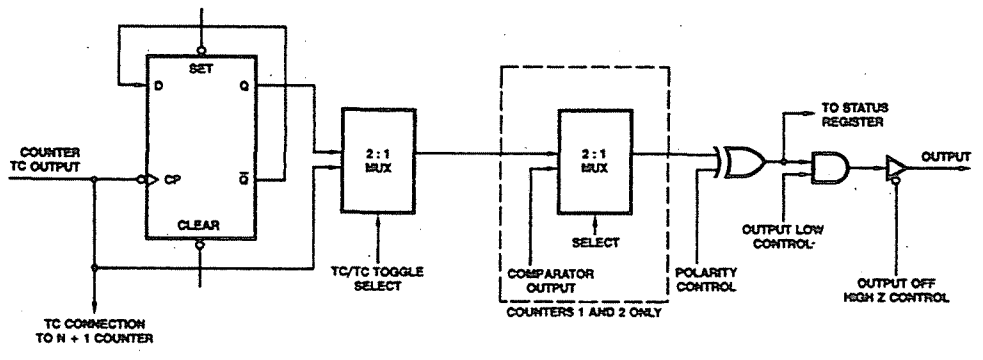 SET
D
Q
COUNTER
TC OUTPUT
CP
Q̅
CLEAR
TC CONNECTION
TO N + 1 COUNTER
2 : 1
MUX
TC/TC TOGGLE
SELECT
2 : 1
MUX
SELECT
COMPARATOR
OUTPUT
COUNTERS 1 AND 2 ONLY
POLARITY
CONTROL
TO STATUS
REGISTER
OUTPUT LOW
CONTROL
OUTPUT
OUTPUT OFF
HIGH Z CONTROL